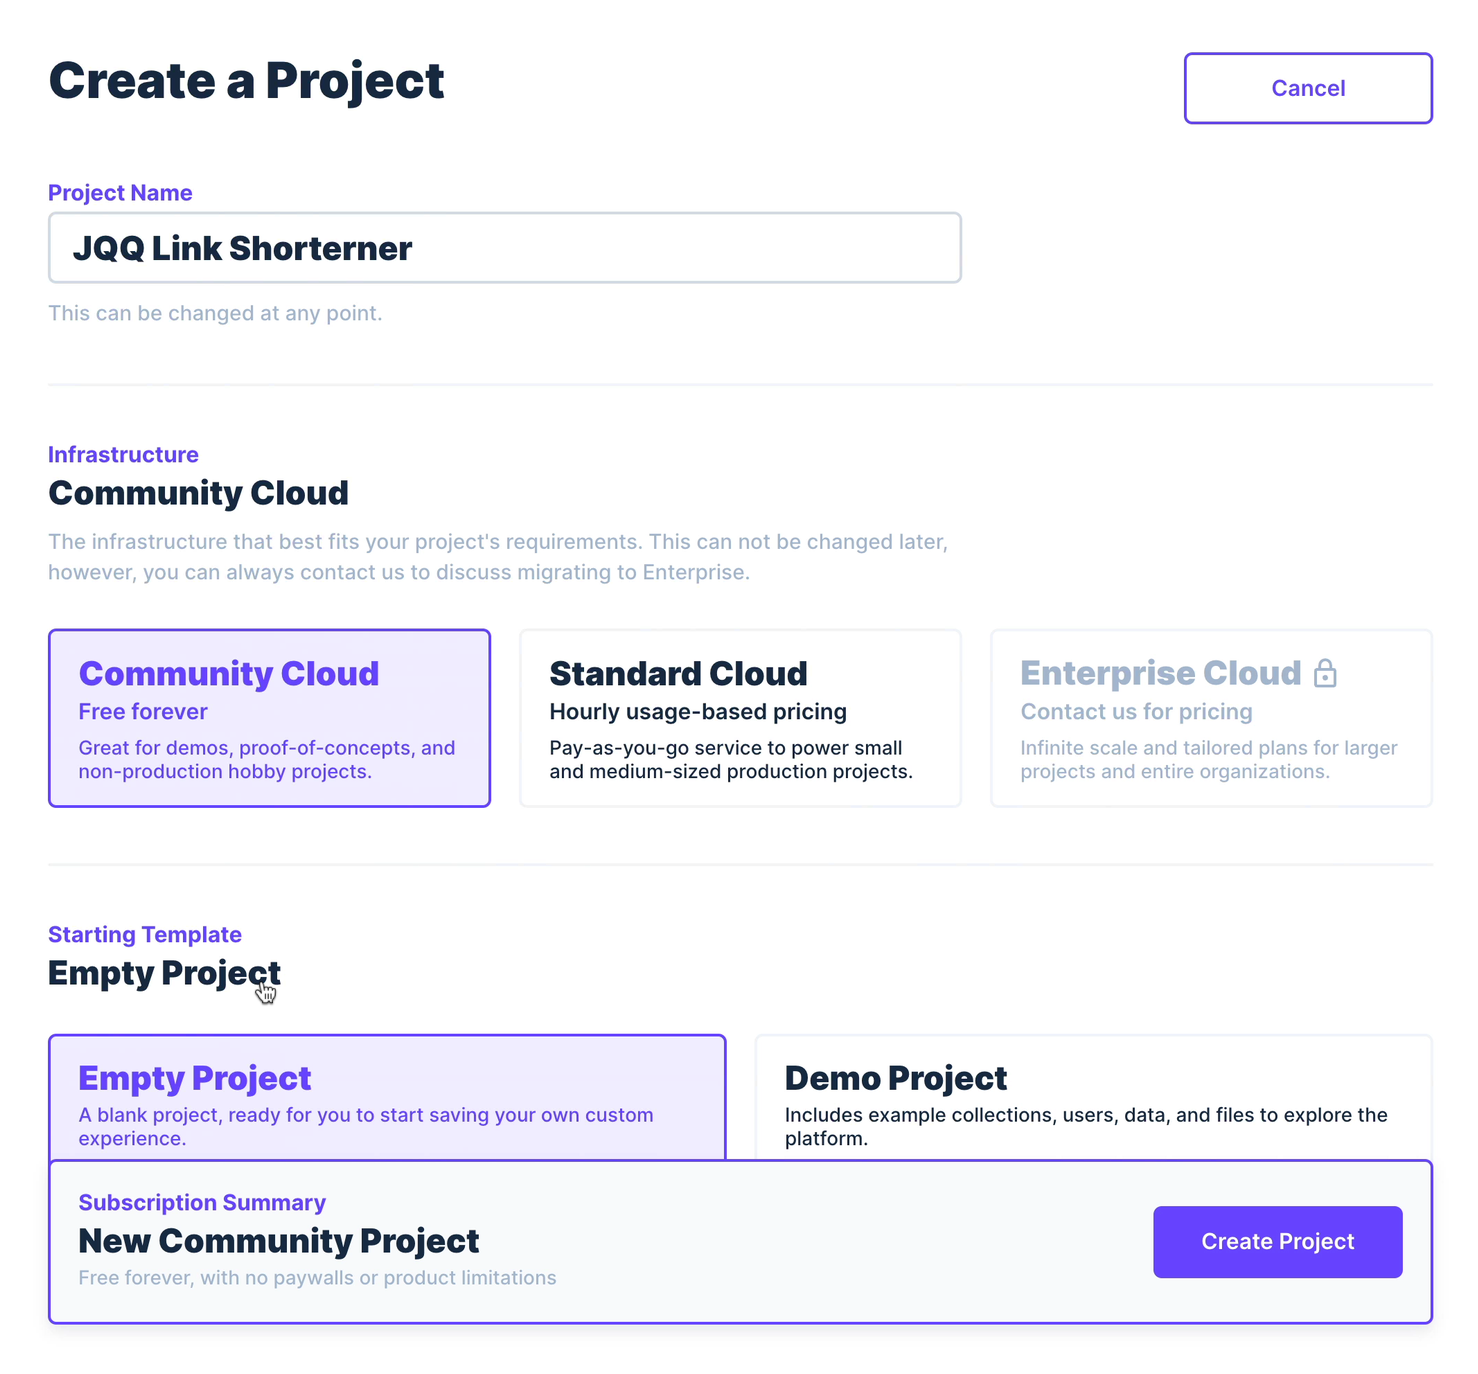 Create a Project
Cancel
Project Name
JQQ Link Shorterner
This can be changed at any point.
Infrastructure
Community Cloud
The infrastructure that best fits your project's requirements. This can not be changed later,
however, you can always contact us to discuss migrating to Enterprise.
Community Cloud
Free forever
Great for demos, proof-of-concepts, and
non-production hobby projects.
Standard Cloud
Hourly usage-based pricing
Pay-as-you-go service to power small
and medium-sized production projects.
Enterprise Cloud
Contact us for pricing
Infinite scale and tailored plans for larger
projects and entire organizations.
Starting Template
Empty Project
Empty Project
A blank project, ready for you to start saving your own custom
experience.
Demo Project
Includes example collections, users, data, and files to explore the
platform.
Subscription Summary
New Community Project
Free forever, with no paywalls or product limitations
Create Project